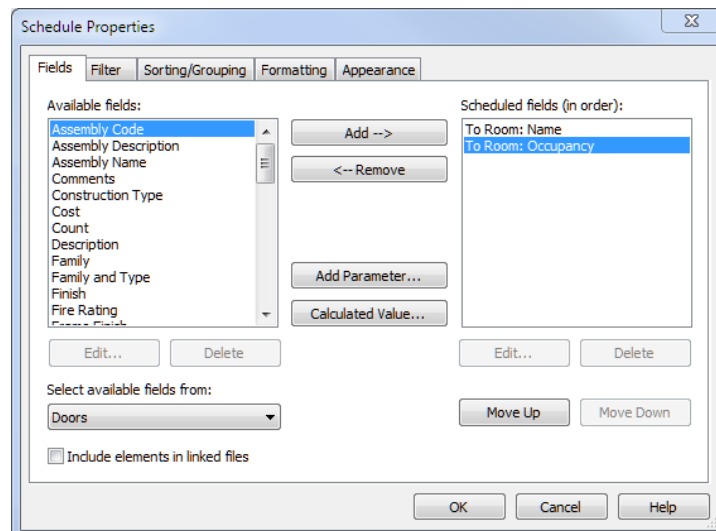 Schedule Properties
Fields
Filter
Sorting/Grouping
Formatting
Appearance
Available fields:
Assembly Code
Assembly Description
Assembly Name
Comments
Construction Type
Cost
Count
Description
Family
Family and Type
Finish
Fire Rating
Frame Finish
Edit...
Delete
Select available fields from:
Doors
Include elements in linked files
Add -->
<-- Remove
Add Parameter...
Calculated Value...
Scheduled fields (in order):
To Room: Name
To Room: Occupancy
Edit...
Delete
Move Up
Move Down
OK
Cancel
Help